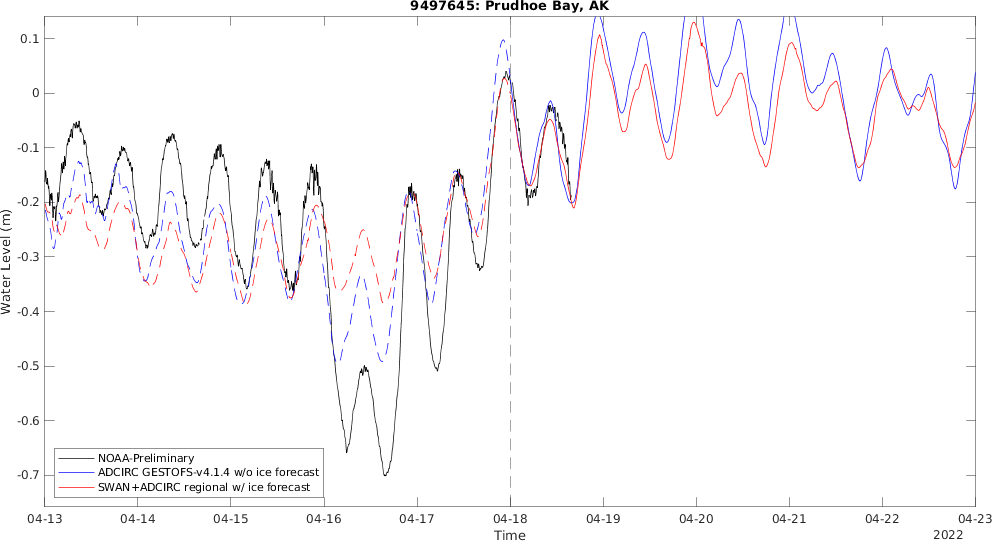 9497645: Prudhoe Bay, AK
0.1
0
-0.1
-0.2
-0.3
-0.4
-0.5
-0.6
-0.7
Water Level (m)
NOAA-Preliminary
ADCIRC GESTOFS-v4.1.4 w/o ice forecast
SWAN+ADCIRC regional w/ ice forecast
04-13 04-14 04-15 04-16 04-17 04-18 04-19 04-20 04-21 04-22 04-23
Time
2022